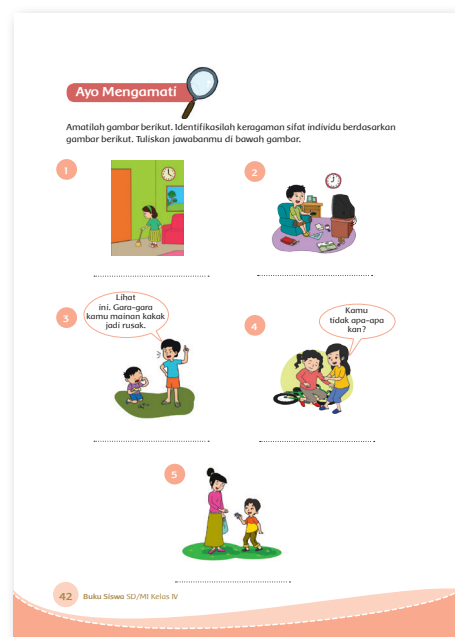 Ayo Mengamati
Amatilah gambar berikut. Identifikasilah keragaman sifat individu berdasarkan
gambar berikut. Tuliskan jawabanmu di bawah gambar.
1
2
3
Lihat
ini. Gara-gara
kamu mainan kakak
jadi rusak.
4
Kamu
tidak apa-apa
kan?
5
42 Buku Siswa SD/MI Kelas IV